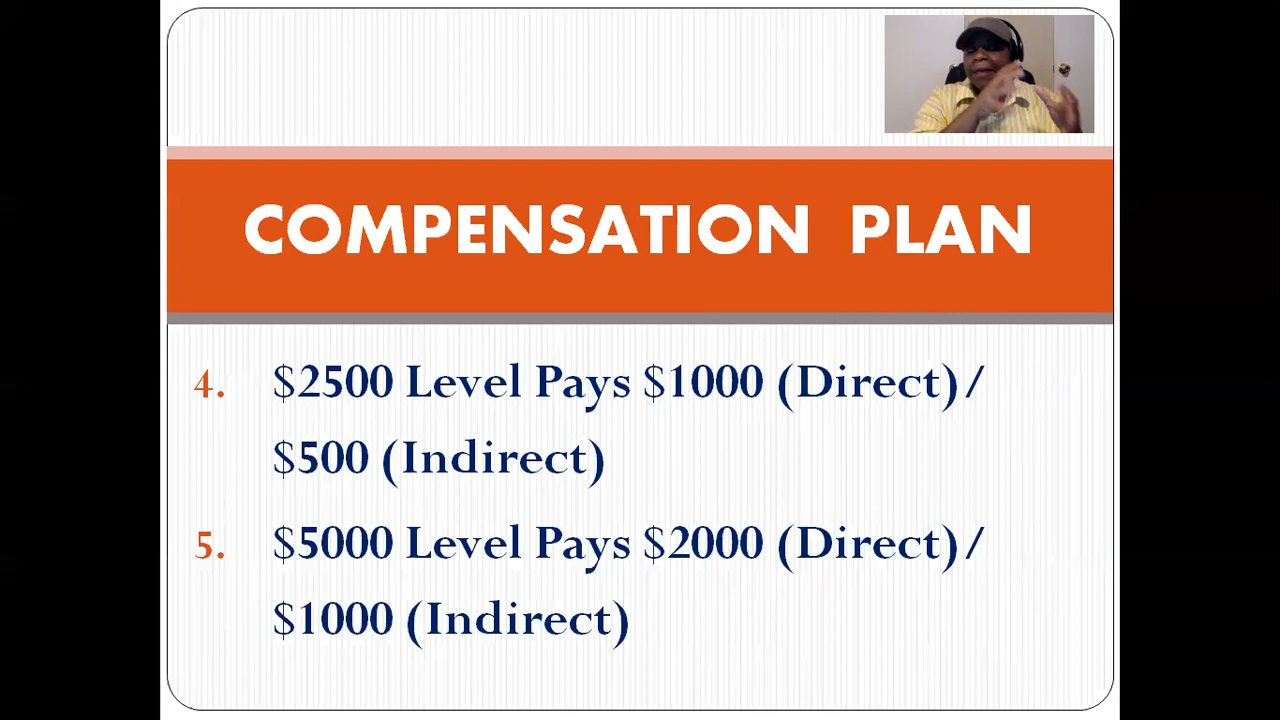 COMPENSATION PLAN
4. $2500 Level Pays $1000 (Direct)/
$500 (Indirect)
5. $5000 Level Pays $2000 (Direct)/
$1000 (Indirect)